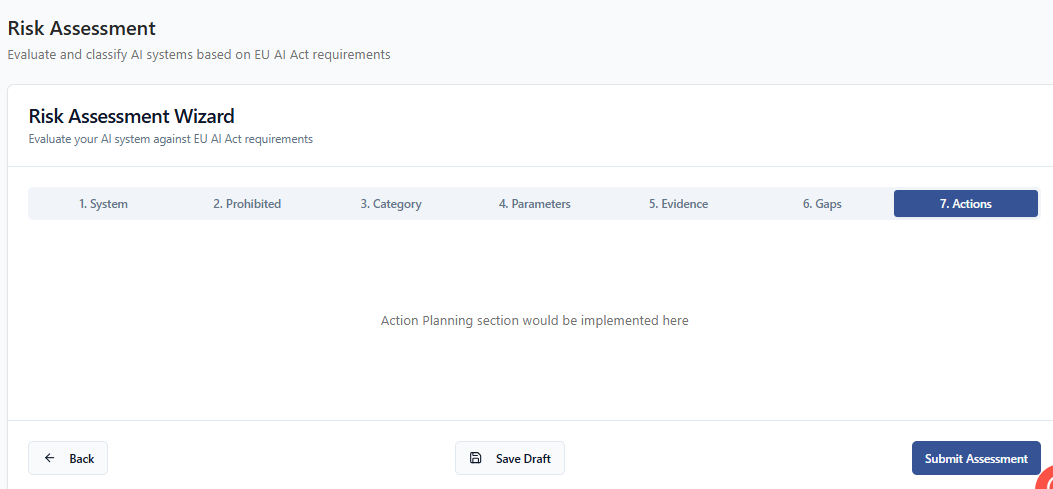 Risk Assessment
Evaluate and classify AI systems based on EU AI Act requirements
Risk Assessment Wizard
Evaluate your AI system against EU AI Act requirements
1. System 2. Prohibited 3. Category 4. Parameters 5. Evidence 6. Gaps 7. Actions
Action Planning section would be implemented here
Back Save Draft Submit Assessment